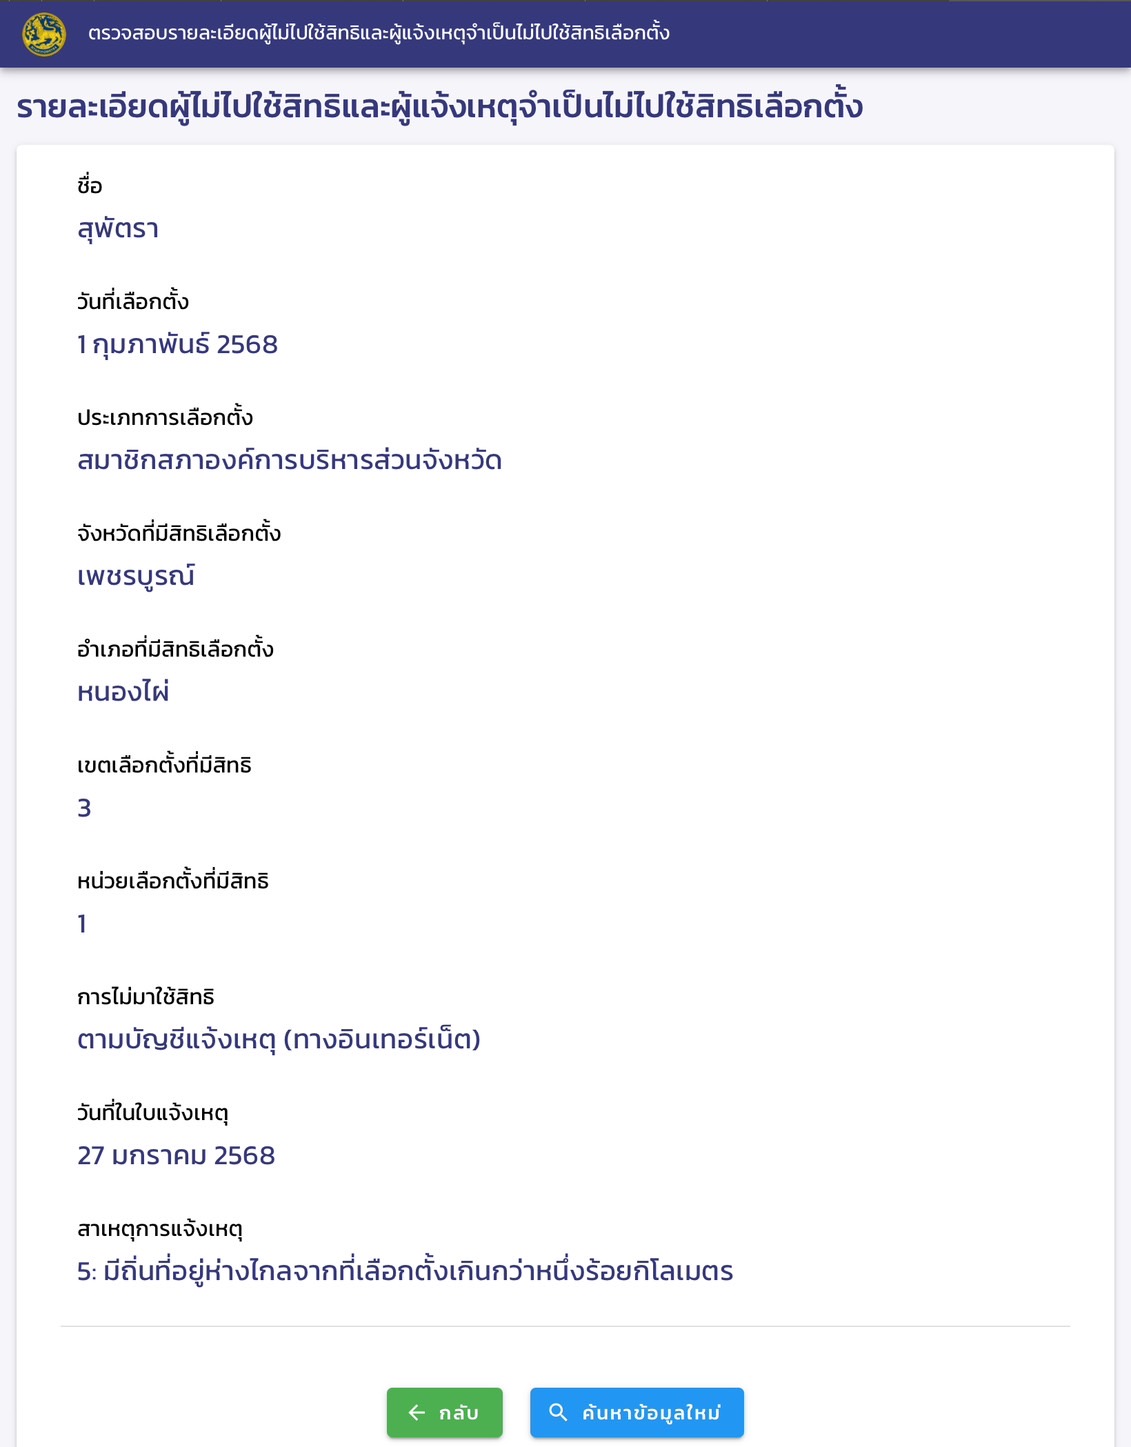 ตรวจสอบรายละเอียดผู้ไม่ไปใช้สิทธิและผู้แจ้งเหตุจำเป็นไม่ไปใช้สิทธิเลือกตั้ง
รายละเอียดผู้ไม่ไปใช้สิทธิและผู้แจ้งเหตุจำเป็นไม่ไปใช้สิทธิเลือกตั้ง
ชื่อ
สุพัตรา
วันที่เลือกตั้ง
1 กุมภาพันธ์ 2568
ประเภทการเลือกตั้ง
สมาชิกสภาองค์การบริหารส่วนจังหวัด
จังหวัดที่มีสิทธิเลือกตั้ง
เพชรบูรณ์
อำเภอที่มีสิทธิเลือกตั้ง
หนองไผ่
เขตเลือกตั้งที่มีสิทธิ
3
หน่วยเลือกตั้งที่มีสิทธิ
1
การไม่มาใช้สิทธิ
ตามบัญชีแจ้งเหตุ (ทางอินเทอร์เน็ต)
วันที่ในใบแจ้งเหตุ
27 มกราคม 2568
สาเหตุการแจ้งเหตุ
5: มีถิ่นที่อยู่ห่างไกลจากที่เลือกตั้งเกินกว่าหนึ่งร้อยกิโลเมตร
กลับ
ค้นหาข้อมูลใหม่